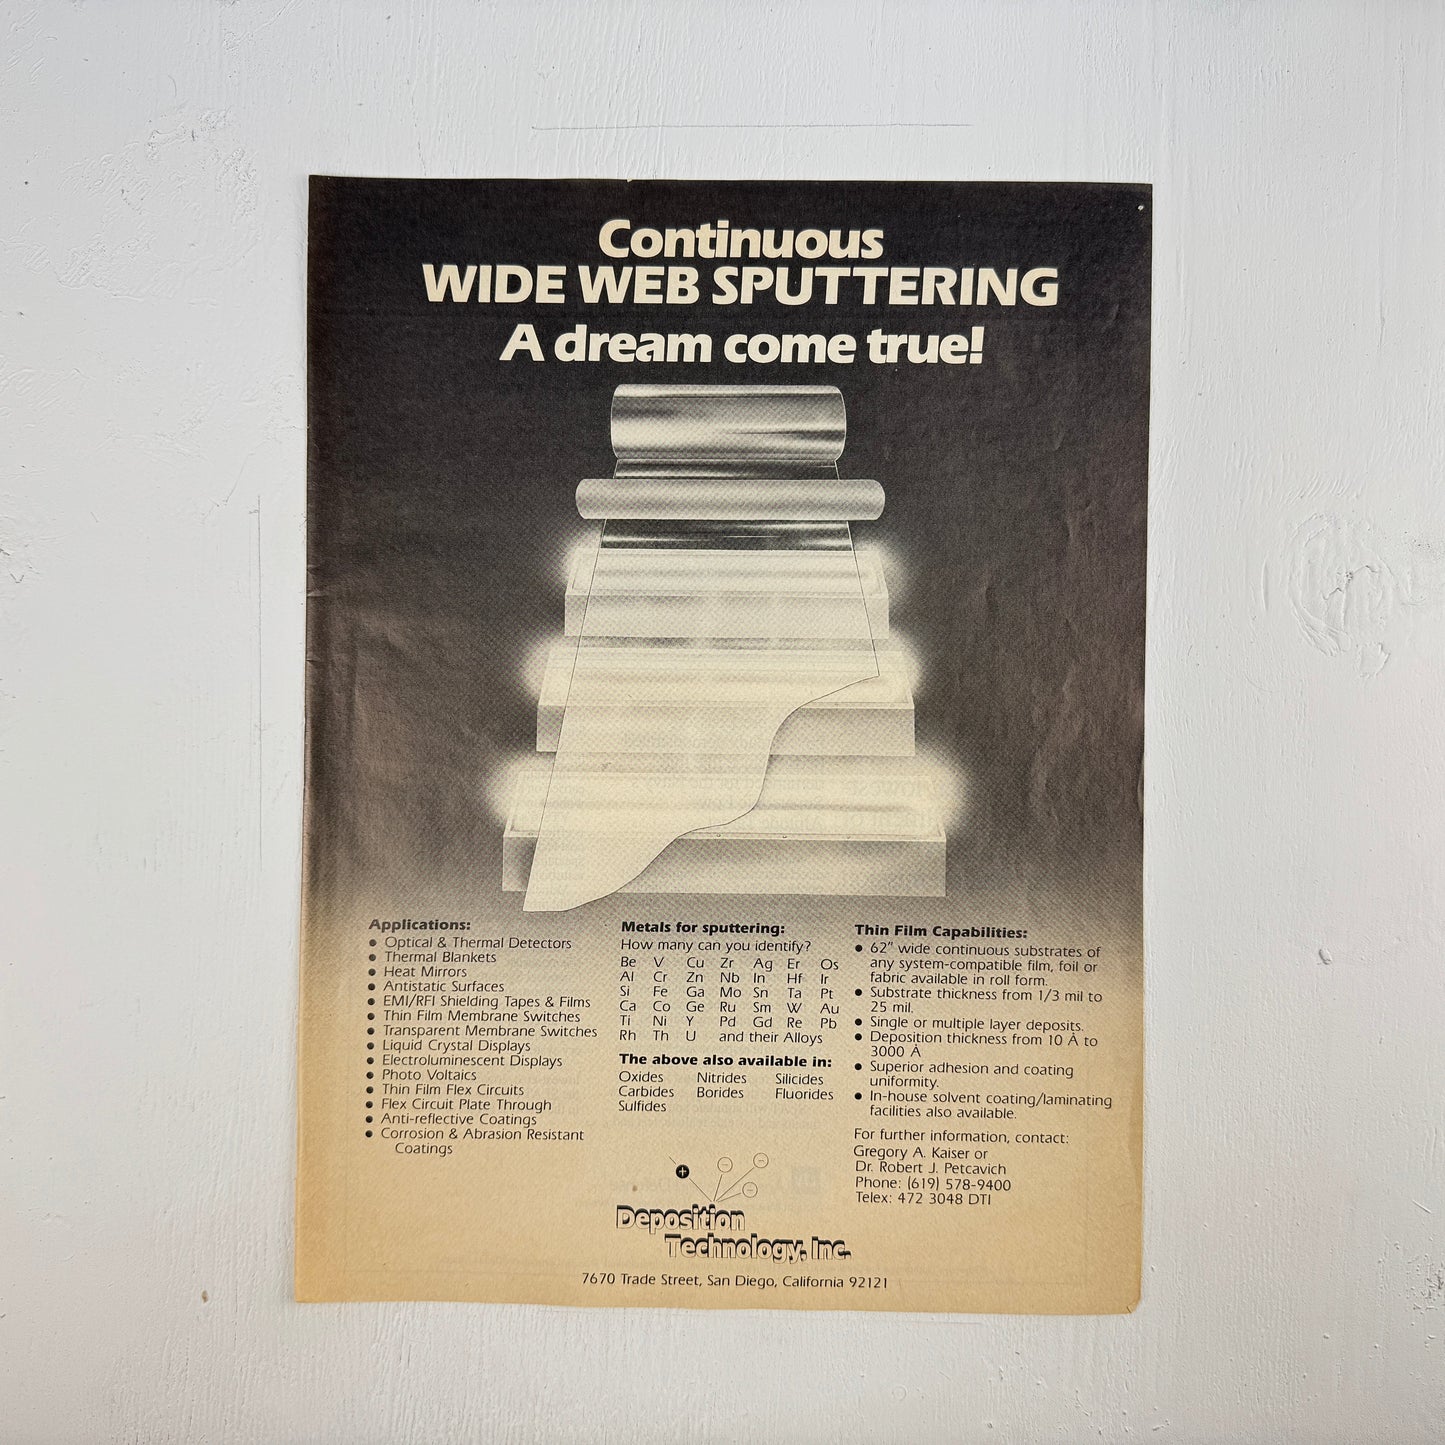 Continuous
WIDE WEB SPUTTERING
A dream come true!
Applications:
● Optical & Thermal Detectors
● Thermal Blankets
● Heat Mirrors
● Antistatic Surfaces
● EMI/RFI Shielding Tapes & Films
● Thin Film Membrane Switches
● Transparent Membrane Switches
● Liquid Crystal Displays
● Electroluminescent Displays
● Photo Voltaics
● Thin Film Flex Circuits
● Flex Circuit Plate Through
● Anti-reflective Coatings
● Corrosion & Abrasion Resistant
Coatings
Metals for sputtering:
How many can you identify?
Be V Cu Zr Ag Er Os
Al Cr Zn Nb In Hf Ir
Si Fe Ga Mo Sn Ta Pt
Ca Co Ge Ru Sm W Au
Ti Ni Y Pd Gd Re Pb
Rh Th U and their Alloys
The above also available in:
Oxides Nitrides Silicides
Carbides Borides Fluorides
Sulfides
Thin Film Capabilities:
● 62" wide continuous substrates of
any system-compatible film, foil or
fabric available in roll form.
● Substrate thickness from 1/3 mil to
25 mil.
● Single or multiple layer deposits.
● Deposition thickness from 10 Å to
3000 Å
● Superior adhesion and coating
uniformity.
● In-house solvent coating/laminating
facilities also available.
For further information, contact:
Gregory A. Kaiser or
Dr. Robert J. Petcavich
Phone: (619) 578-9400
Telex: 472 3048 DTI
Deposition
Technology, Inc.
7670 Trade Street, San Diego, California 92121